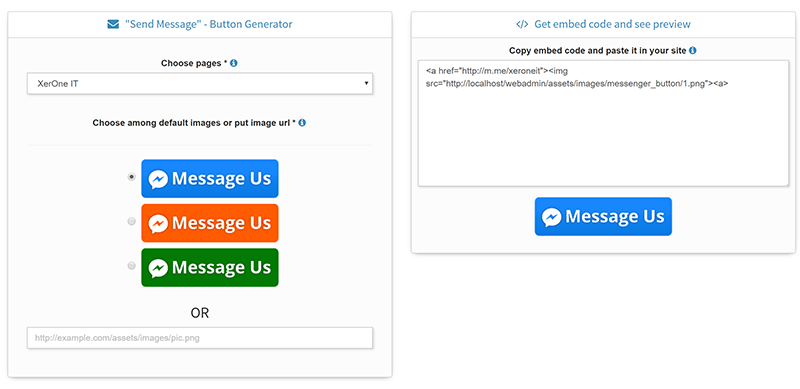 "Send Message" - Button Generator
Choose pages *
XerOne IT
Choose among default images or put image url *
Message Us
Message Us
Message Us
OR
http://example.com/assets/images/pic.png
</> Get embed code and see preview
Copy embed code and paste it in your site
<a href="http://m.me/xeroneit"><img
src="http://localhost/webadmin/assets/images/messenger_button/1.png"><a>
Message Us